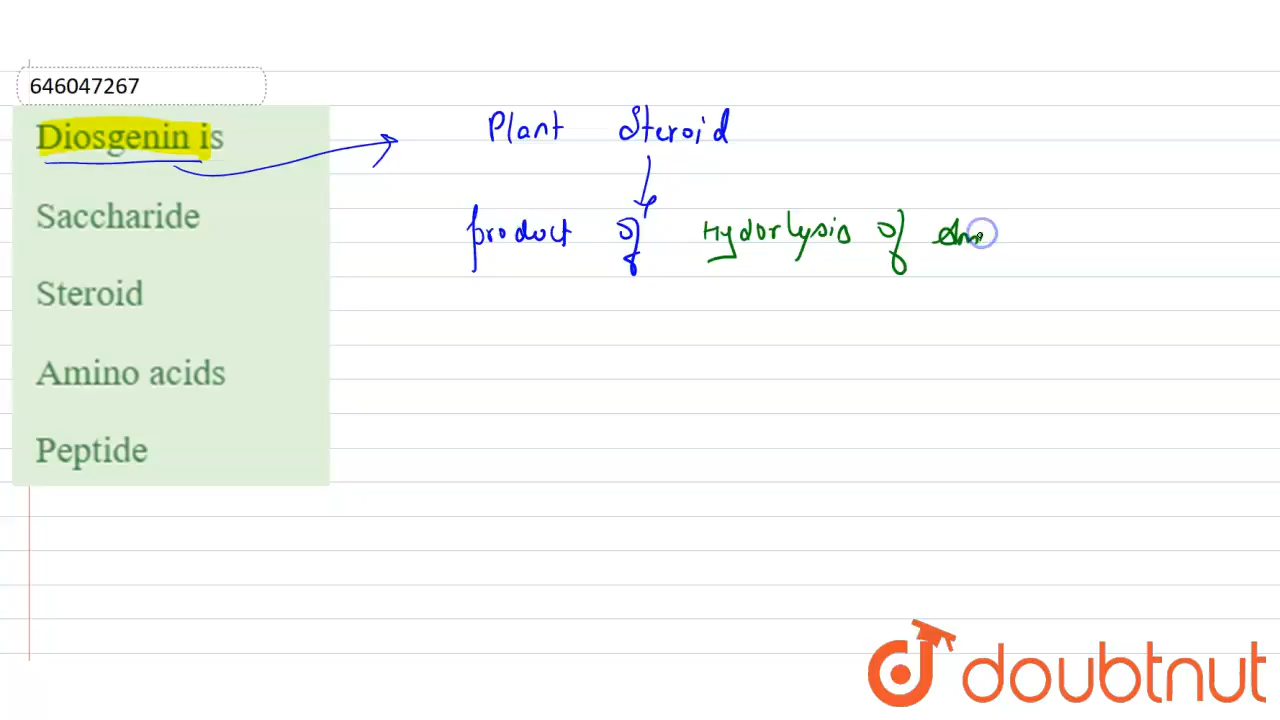 646047267
Diosgenin is
Plant Steroid
Saccharide
product of Hydorlysis of
Steroid
Amino acids
Peptide
doubtnut